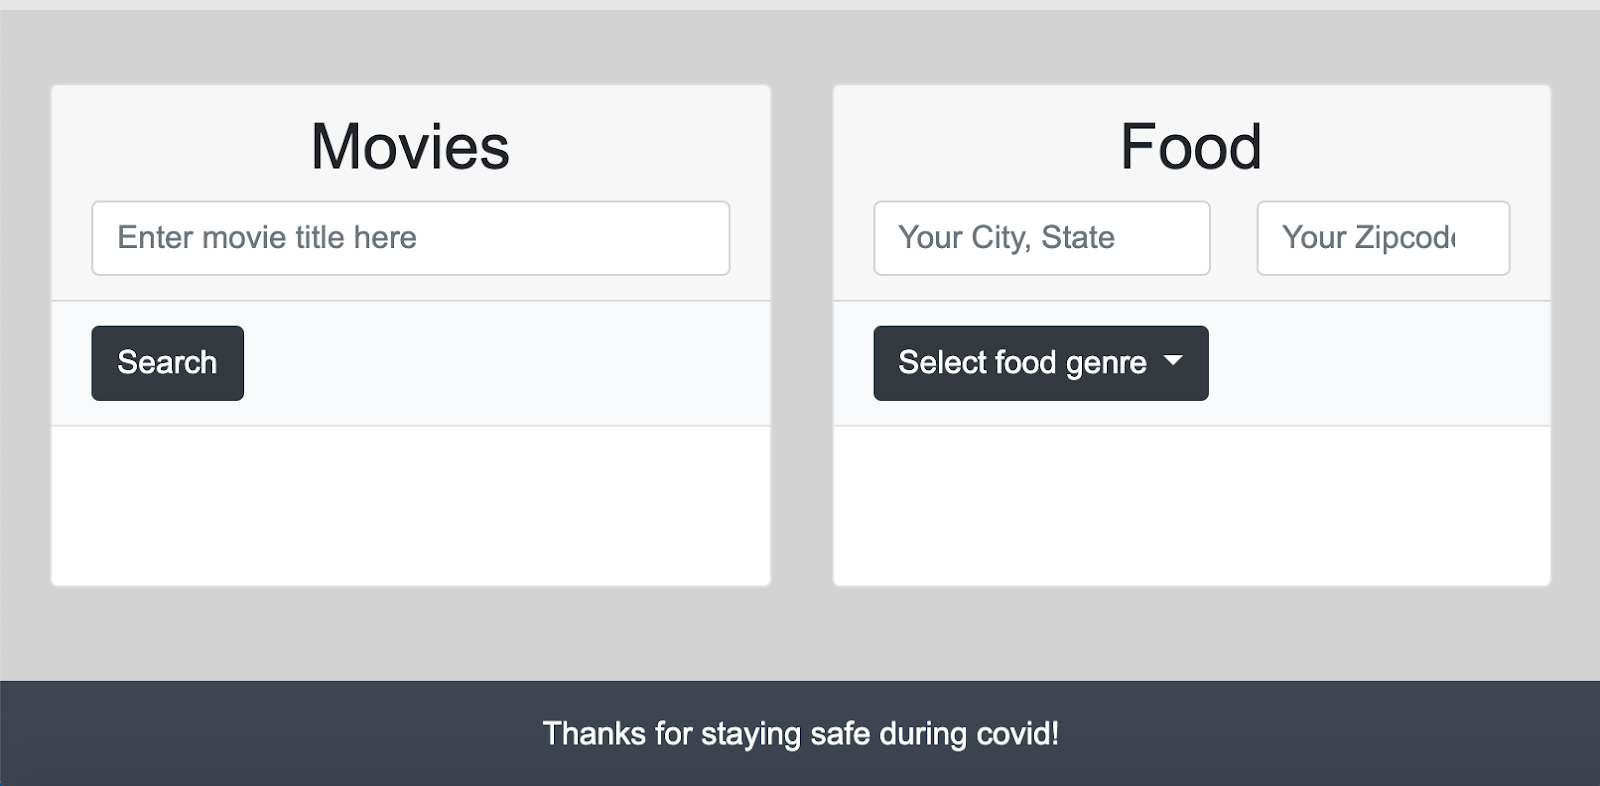 Movies
Enter movie title here
Search
Food
Your City, State
Your Zipcod
Select food genre
Thanks for staying safe during covid!